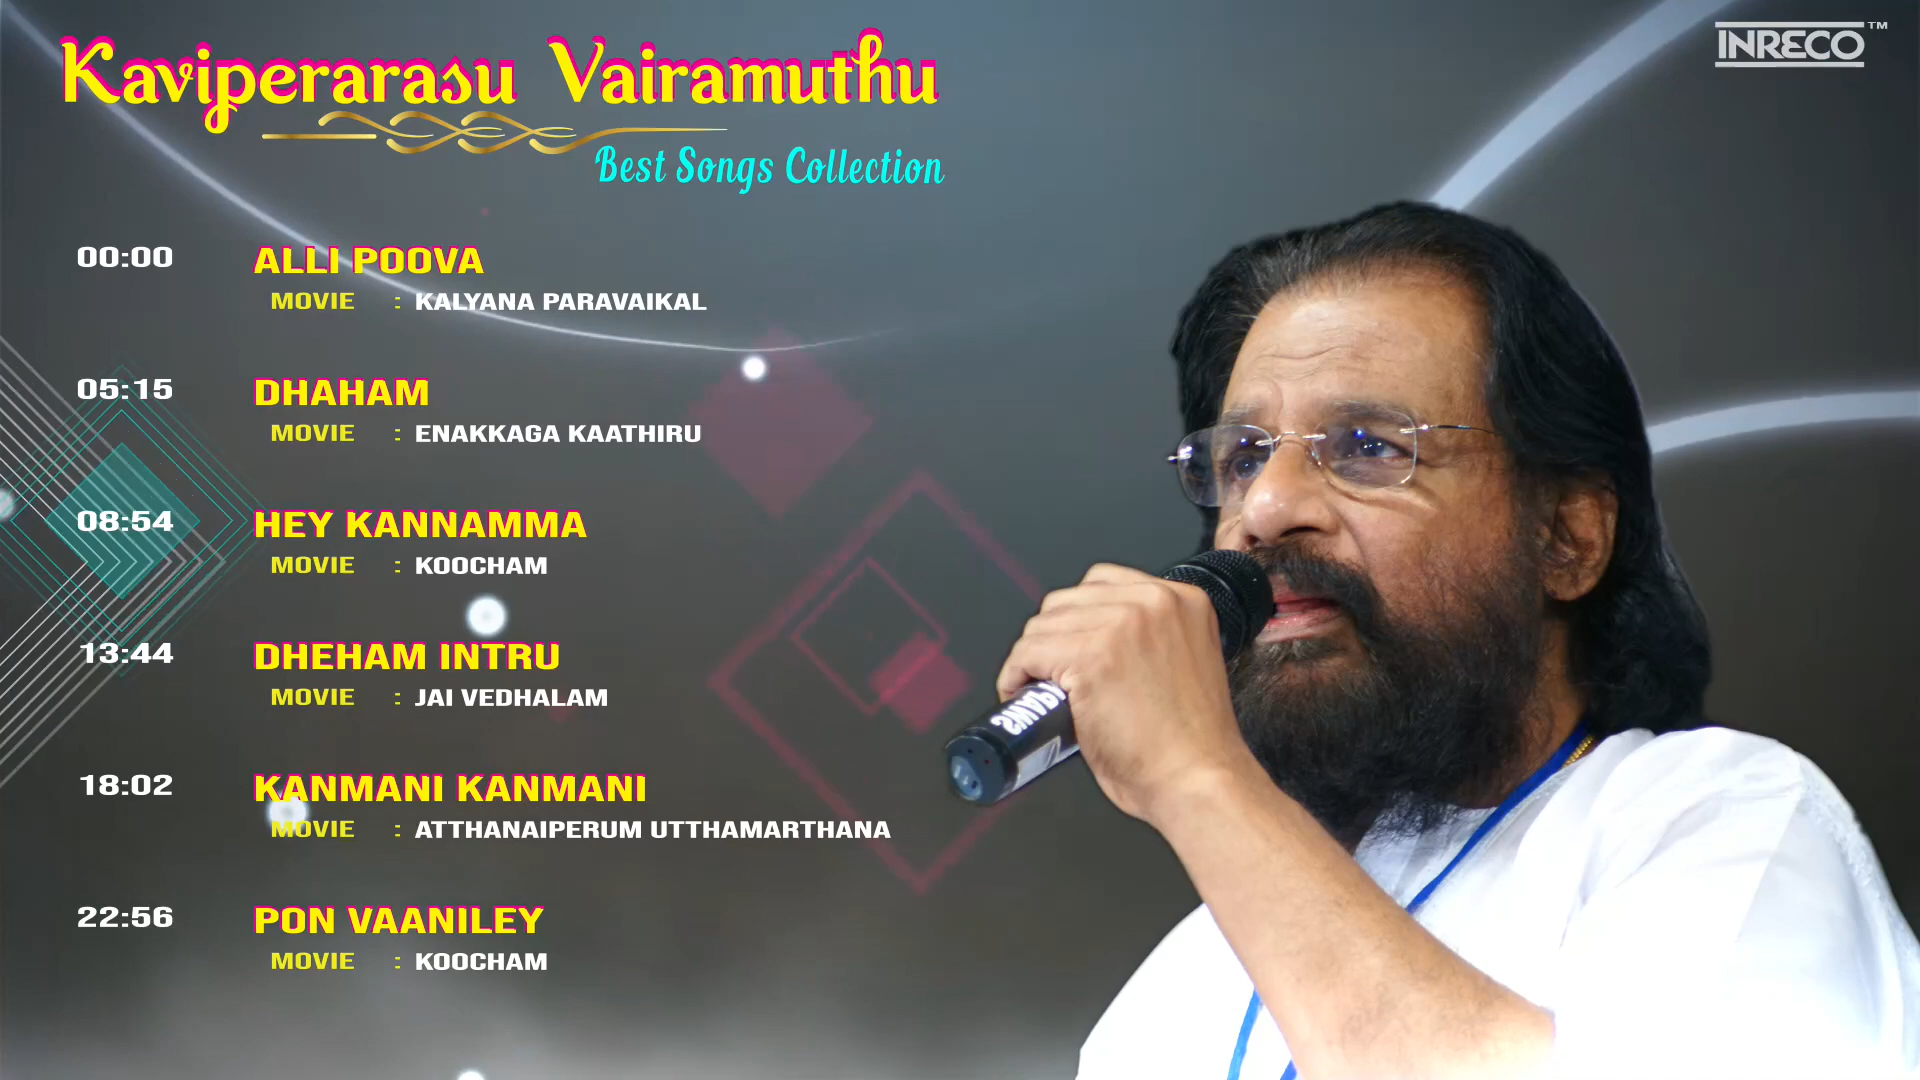 Kaviperarasu Vairamuthu
Best Songs Collection
INRECO™
00:00 ALLI POOVA
MOVIE : KALYANA PARAVAIKAL
05:15 DHAHAM
MOVIE : ENAKKAGA KAATHIRU
08:54 HEY KANNAMMA
MOVIE : KOOCHAM
13:44 DHEHAM INTRU
MOVIE : JAI VEDHALAM
18:02 KANMANI KANMANI
MOVIE : ATTHANAIPERUM UTTHAMARTHANA
22:56 PON VAANILEY
MOVIE : KOOCHAM